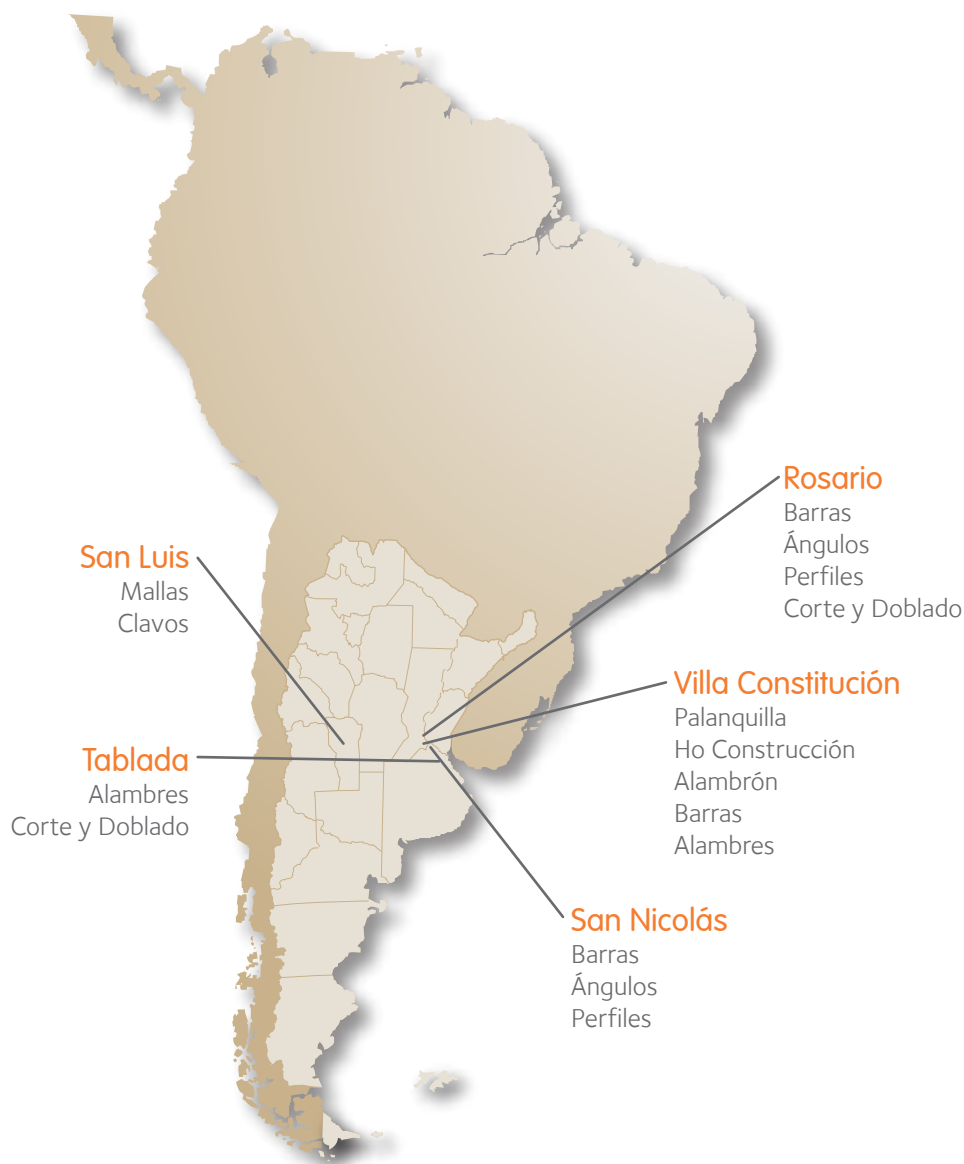 Rosario
Barras
Ángulos
Perfiles
Corte y Doblado
San Luis
Mallas
Clavos
Villa Constitución
Palanquilla
Ho Construcción
Alambrón
Barras
Alambres
Tablada
Alambres
Corte y Doblado
San Nicolás
Barras
Ángulos
Perfiles